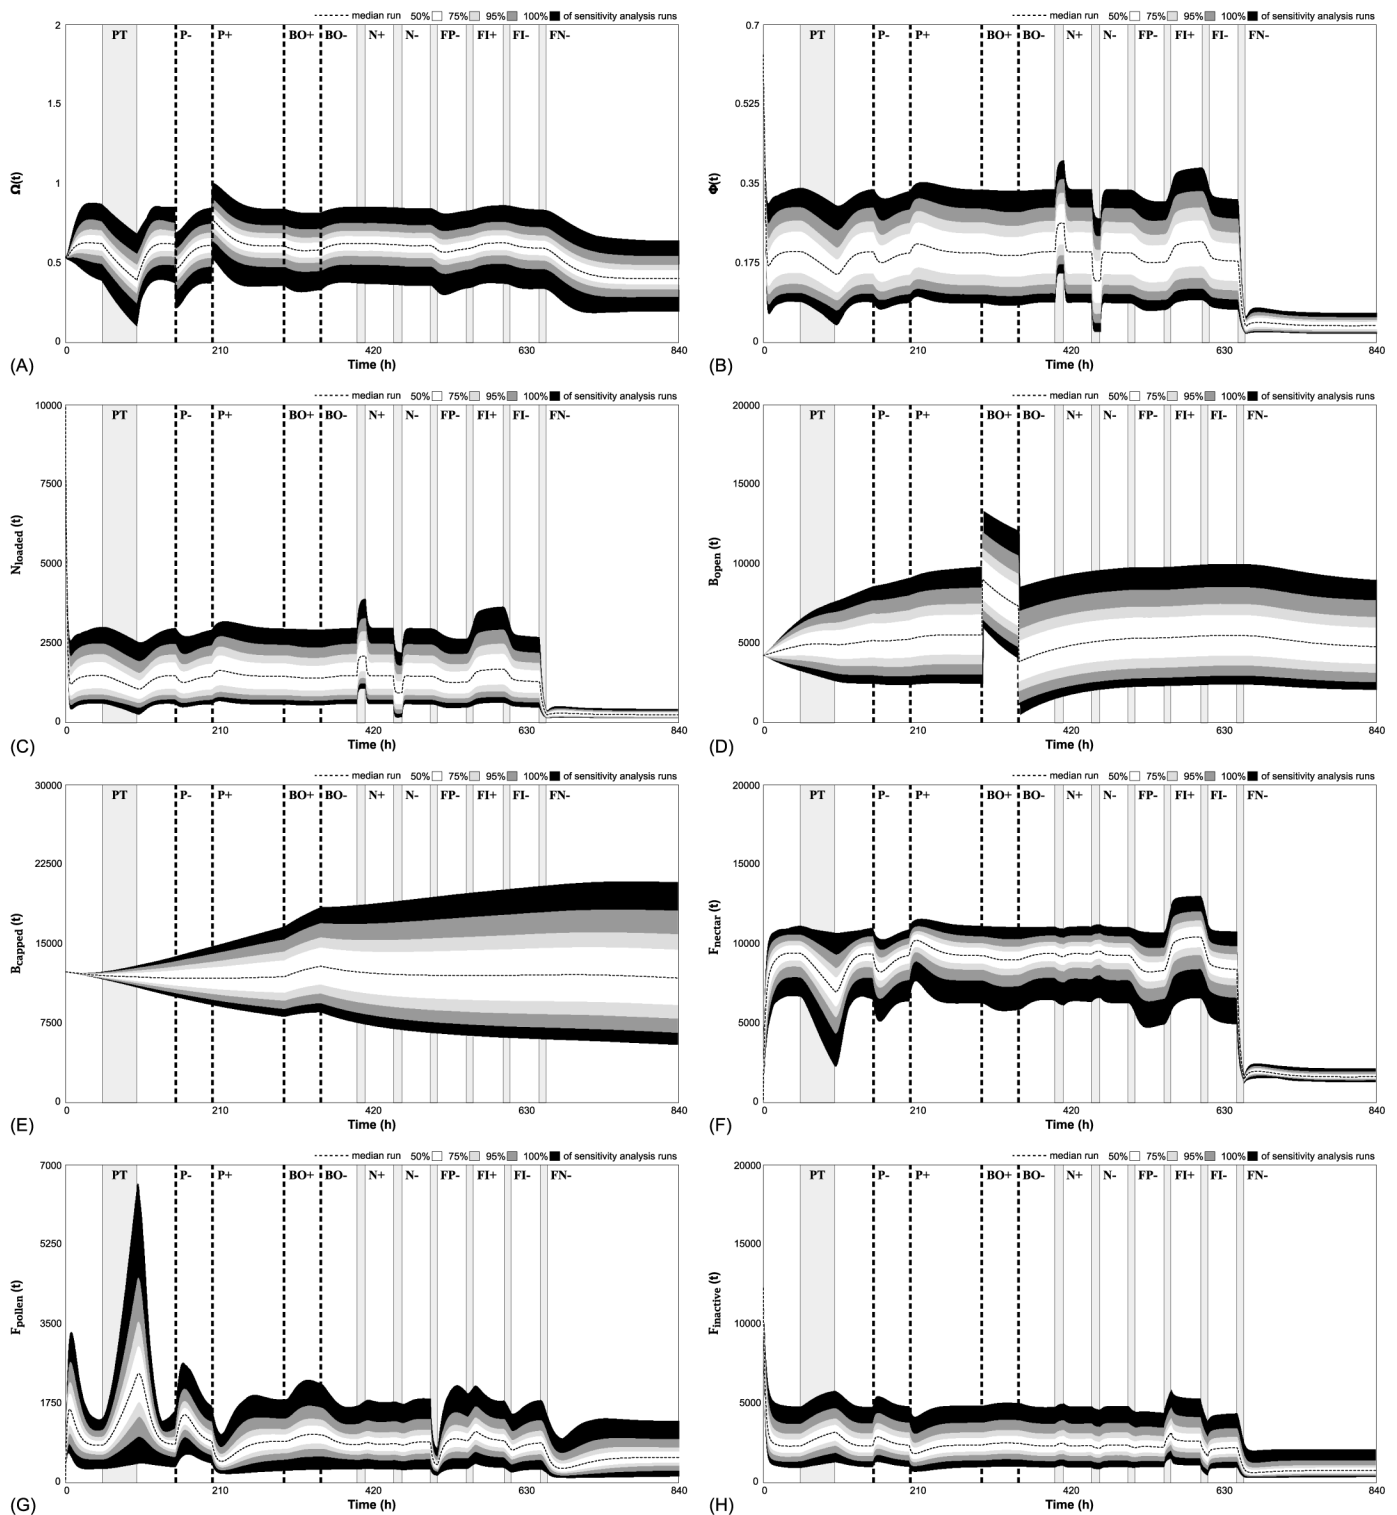 median run 50% 75% 95% 100% of sensitivity analysis runs
PT P- P+ BO+ BO- N+ N- FP- FI+ FI- FN-
2
1.5
1
0.5
0
Ω(t)
0 210 420 630 840
Time (h)
(A)
median run 50% 75% 95% 100% of sensitivity analysis runs
PT P- P+ BO+ BO- N+ N- FP- FI+ FI- FN-
0.7
0.525
0.35
0.175
0
Φ(t)
0 210 420 630 840
Time (h)
(B)
median run 50% 75% 95% 100% of sensitivity analysis runs
PT P- P+ BO+ BO- N+ N- FP- FI+ FI- FN-
10000
7500
5000
2500
0
Nloaded (t)
0 210 420 630 840
Time (h)
(C)
median run 50% 75% 95% 100% of sensitivity analysis runs
PT P- P+ BO+ BO- N+ N- FP- FI+ FI- FN-
20000
15000
10000
5000
0
Bopen (t)
0 210 420 630 840
Time (h)
(D)
median run 50% 75% 95% 100% of sensitivity analysis runs
PT P- P+ BO+ BO- N+ N- FP- FI+ FI- FN-
30000
22500
15000
7500
0
Bcapped (t)
0 210 420 630 840
Time (h)
(E)
median run 50% 75% 95% 100% of sensitivity analysis runs
PT P- P+ BO+ BO- N+ N- FP- FI+ FI- FN-
20000
15000
10000
5000
0
Fnectar (t)
0 210 420 630 840
Time (h)
(F)
median run 50% 75% 95% 100% of sensitivity analysis runs
PT P- P+ BO+ BO- N+ N- FP- FI+ FI- FN-
7000
5250
3500
1750
0
Fpollen (t)
0 210 420 630 840
Time (h)
(G)
median run 50% 75% 95% 100% of sensitivity analysis runs
PT P- P+ BO+ BO- N+ N- FP- FI+ FI- FN-
20000
15000
10000
5000
0
Finactive (t)
0 210 420 630 840
Time (h)
(H)